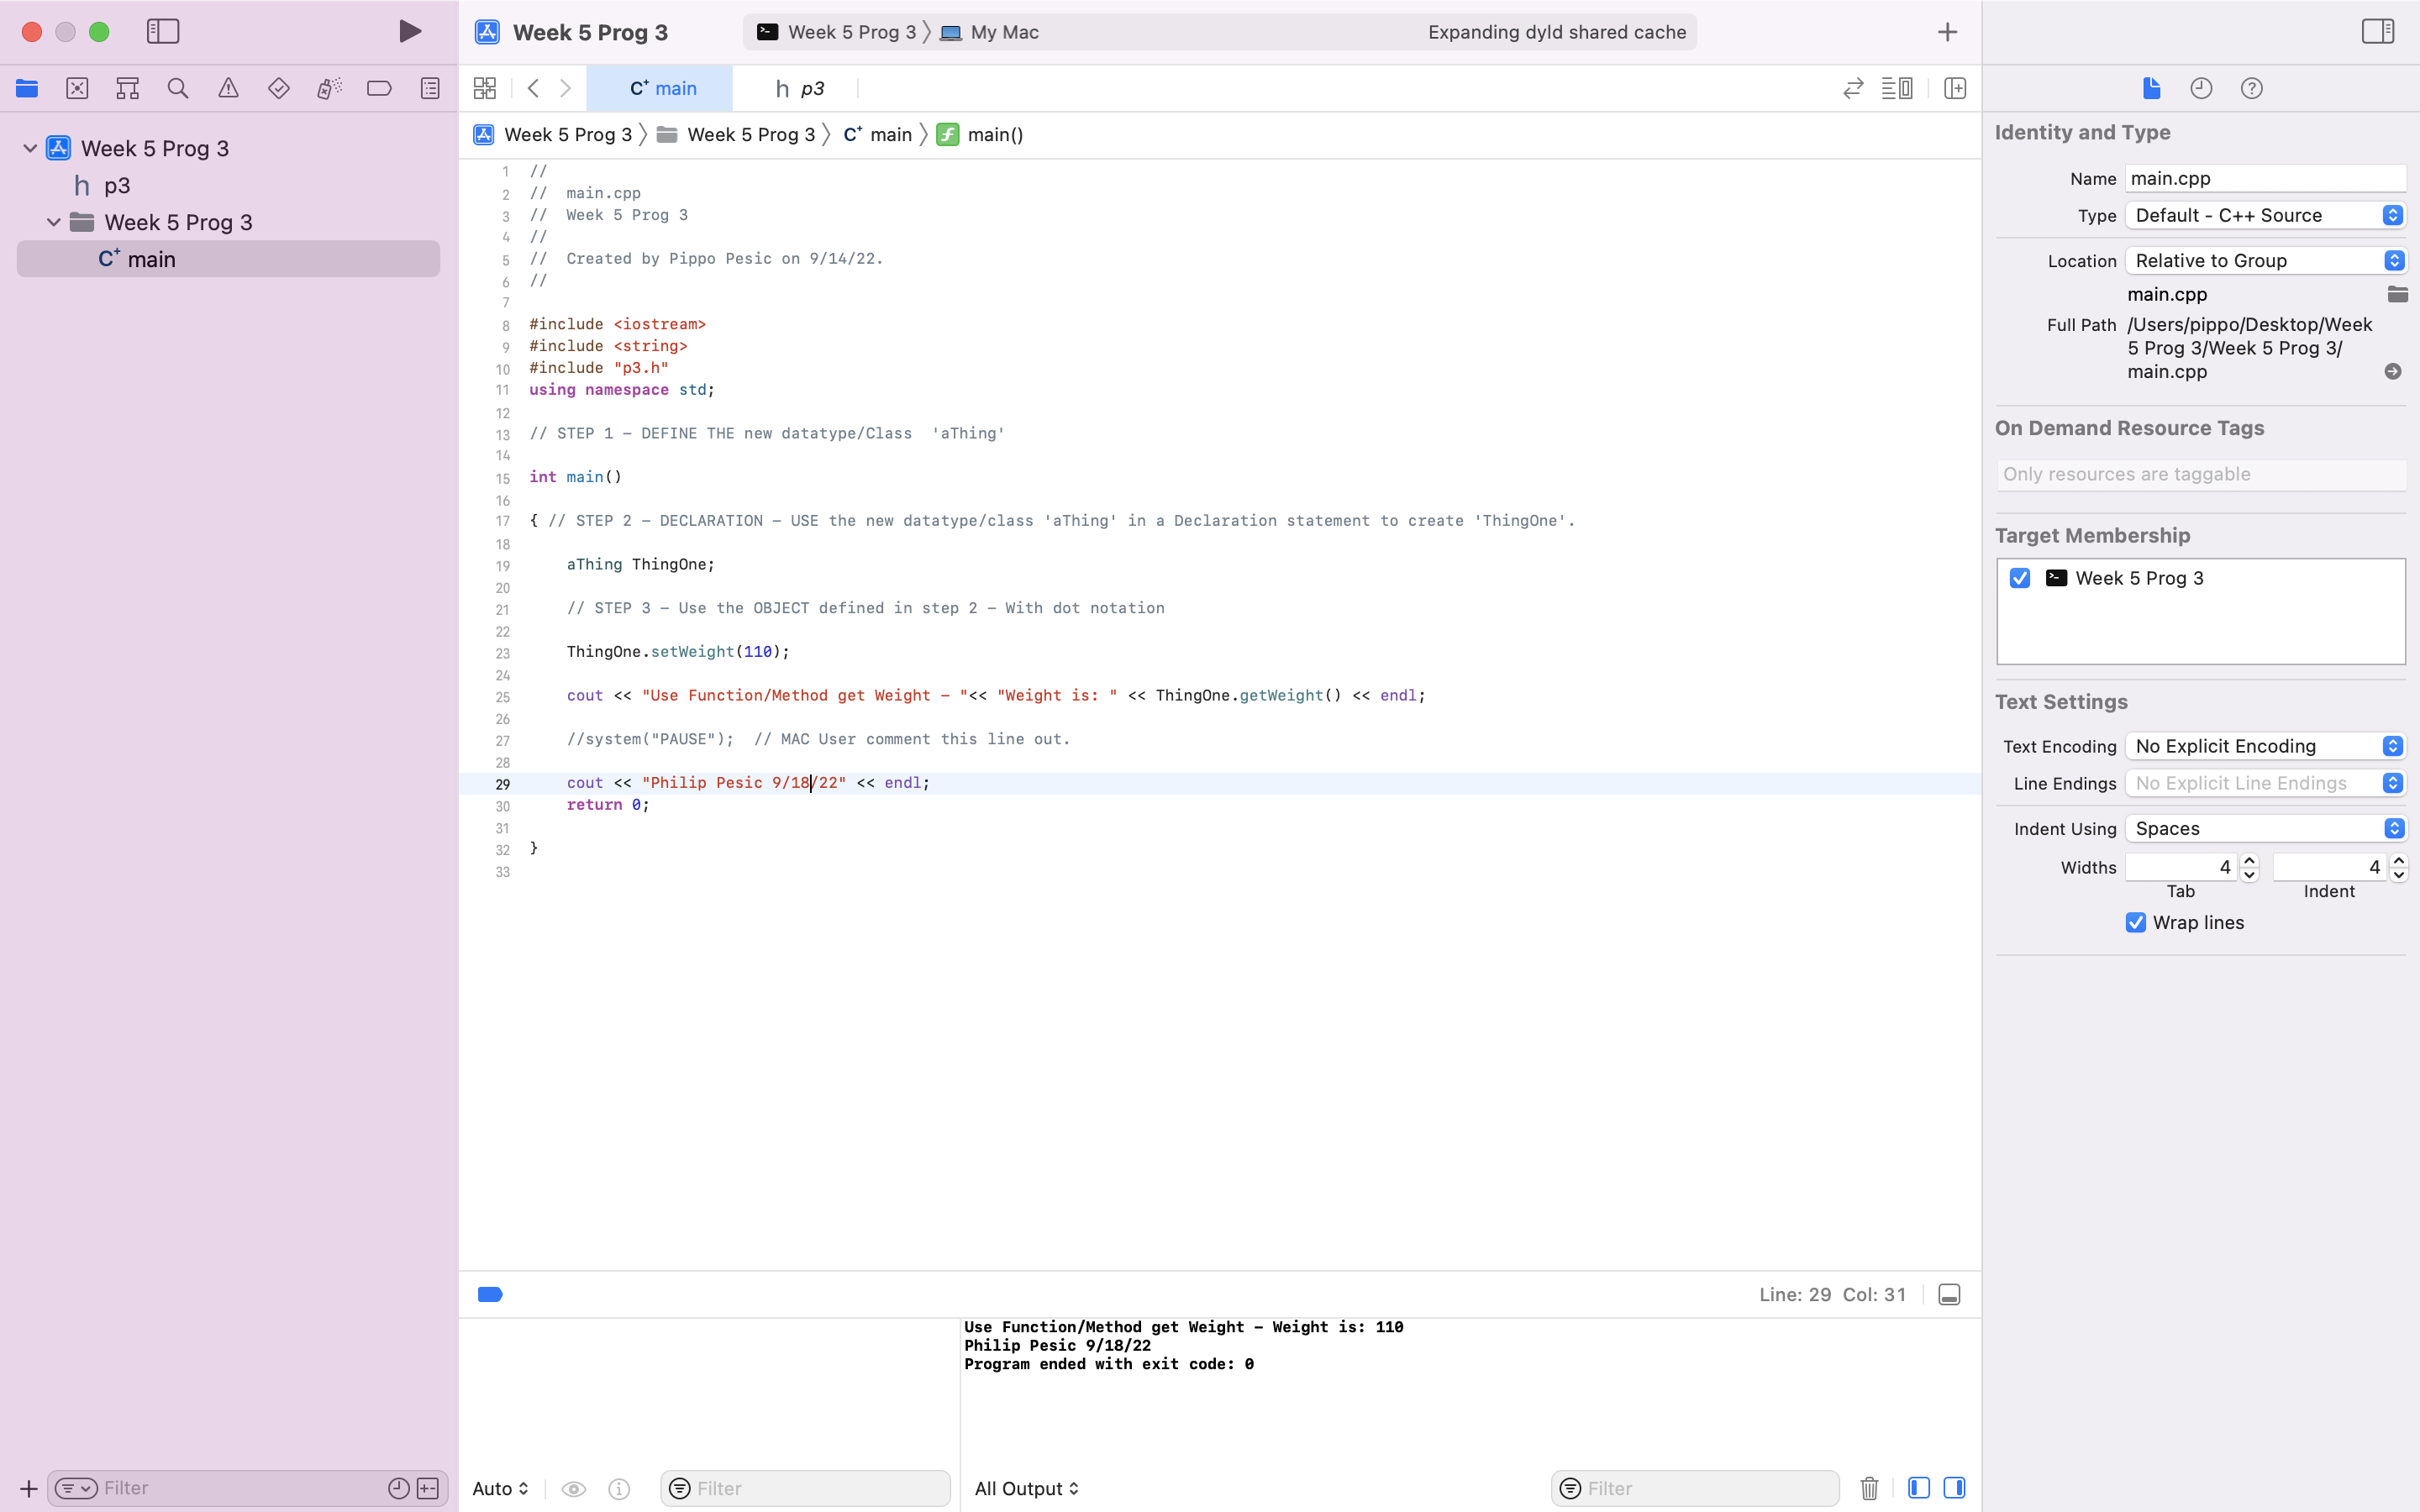 Week 5 Prog 3
Week 5 Prog 3 My Mac
Expanding dyld shared cache
main
p3
Week 5 Prog 3
p3
Week 5 Prog 3
main
Week 5 Prog 3 Week 5 Prog 3 main main()
1 //
2 // main.cpp
3 // Week 5 Prog 3
4 //
5 // Created by Pippo Pesic on 9/14/22.
6 //
7
8 #include <iostream>
9 #include <string>
10 #include "p3.h"
11 using namespace std;
12
13 // STEP 1 – DEFINE THE new datatype/Class  'aThing'
14
15 int main()
16
17 { // STEP 2 – DECLARATION – USE the new datatype/class 'aThing' in a Declaration statement to create 'ThingOne'.
18
19     aThing ThingOne;
20
21     // STEP 3 – Use the OBJECT defined in step 2 – With dot notation
22
23     ThingOne.setWeight(110);
24
25     cout << "Use Function/Method get Weight – "<< "Weight is: " << ThingOne.getWeight() << endl;
26
27     //system("PAUSE");  // MAC User comment this line out.
28
29     cout << "Philip Pesic 9/18/22" << endl;
30     return 0;
31
32 }
33
Line: 29 Col: 31
Use Function/Method get Weight – Weight is: 110
Philip Pesic 9/18/22
Program ended with exit code: 0
Filter
Auto
Filter
All Output
Filter
Identity and Type
Name main.cpp
Type Default - C++ Source
Location Relative to Group
main.cpp
Full Path /Users/pippo/Desktop/Week
5 Prog 3/Week 5 Prog 3/
main.cpp
On Demand Resource Tags
Only resources are taggable
Target Membership
Week 5 Prog 3
Text Settings
Text Encoding No Explicit Encoding
Line Endings No Explicit Line Endings
Indent Using Spaces
Widths 4 4
Tab Indent
Wrap lines